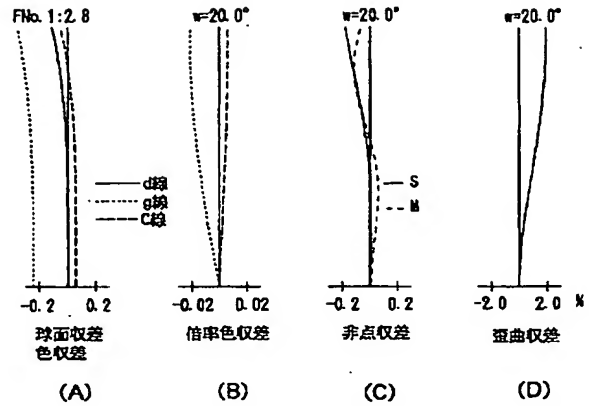 FNo. 1:2.8
w=20.0°
w=20.0°
w=20.0°
d線
g線
C線
S
M
-0.2 0.2
-0.02 0.02
-0.2 0.2
-2.0 2.0 %
球面収差
色収差
倍率色収差
非点収差
歪曲収差
(A)
(B)
(C)
(D)